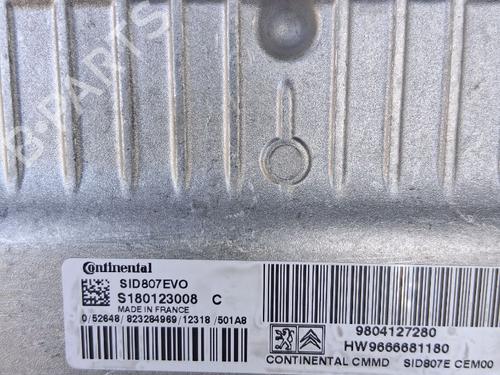 B-PARTS
Continental
SID807EVO
S180123008 C
MADE IN FRANCE
0/52648/823284969/12318/501A8
9804127280
HW9666681180
CONTINENTAL CMMD SID807E CEM00